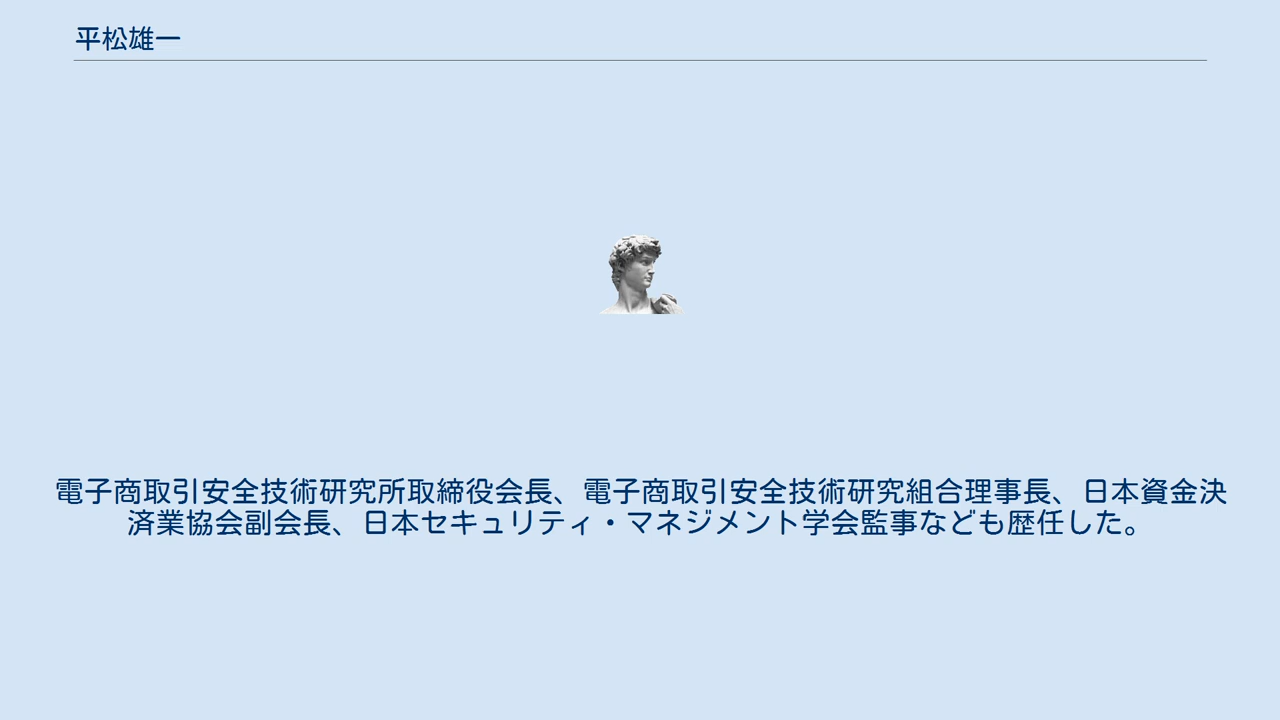 平松雄一
電子商取引安全技術研究所取締役会長、電子商取引安全技術研究組合理事長、日本資金決
済業協会副会長、日本セキュリティ・マネジメント学会監事なども歴任した。